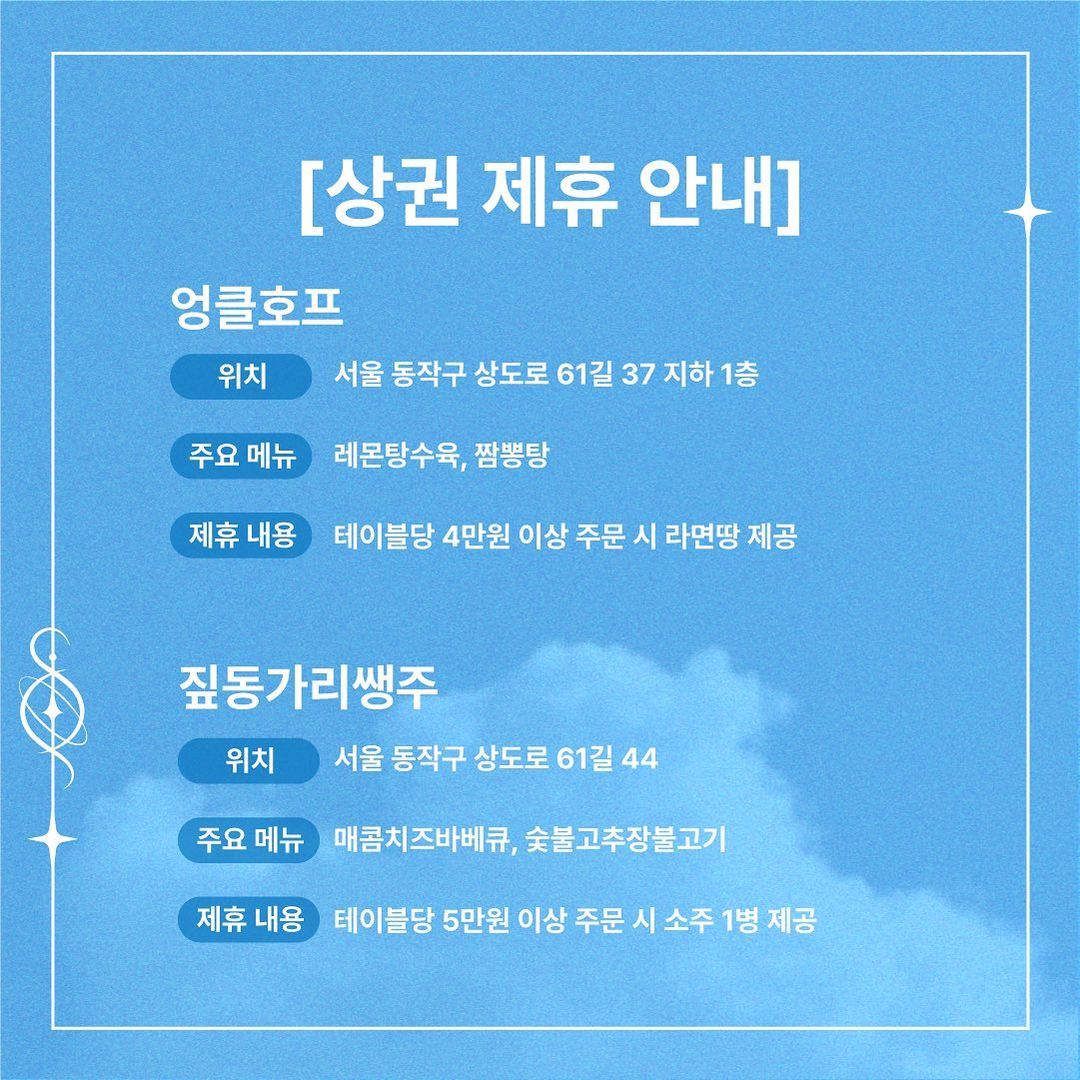 [상권 제휴 안내]
엉클호프
위치 서울 동작구 상도로 61길 37 지하 1층
주요 메뉴 레몬탕수육, 짬뽕탕
제휴 내용 테이블당 4만원 이상 주문 시 라면땅 제공
짚동가리쌩주
위치 서울 동작구 상도로 61길 44
주요 메뉴 매콤치즈바베큐, 숯불고추장불고기
제휴 내용 테이블당 5만원 이상 주문 시 소주 1병 제공